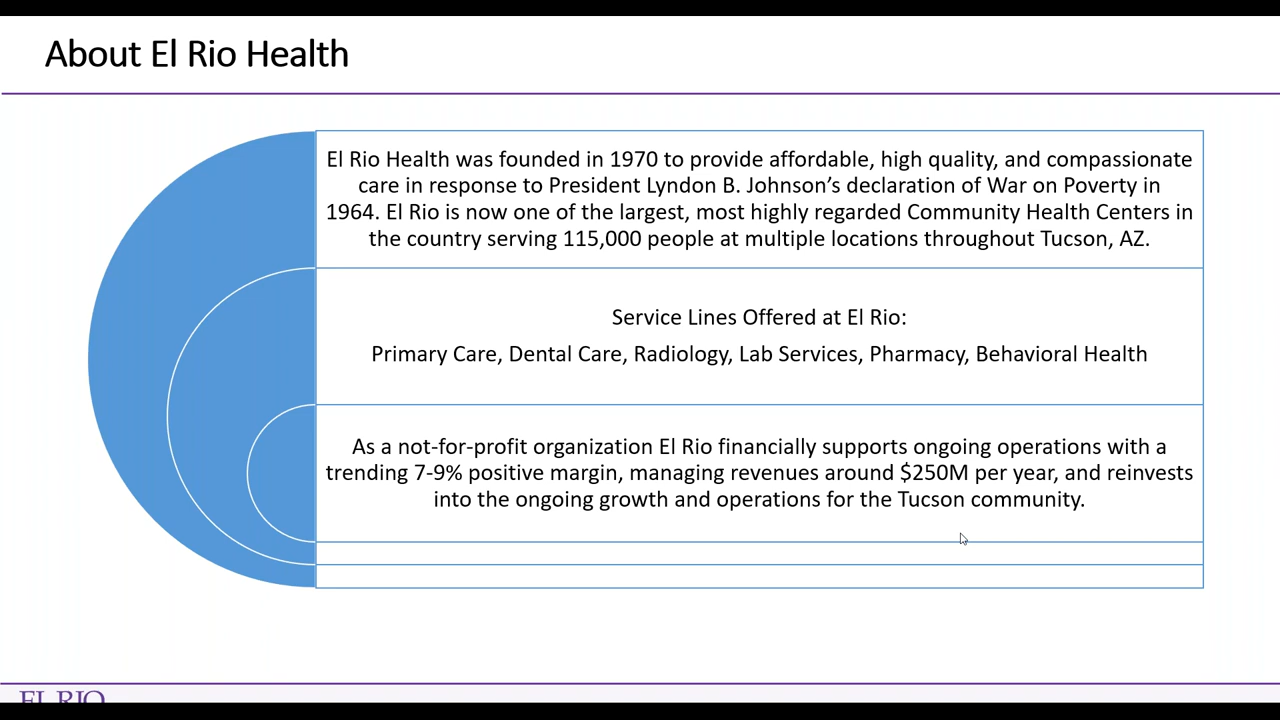 About El Rio Health
El Rio Health was founded in 1970 to provide affordable, high quality, and compassionate
care in response to President Lyndon B. Johnson’s declaration of War on Poverty in
1964. El Rio is now one of the largest, most highly regarded Community Health Centers in
the country serving 115,000 people at multiple locations throughout Tucson, AZ.
Service Lines Offered at El Rio:
Primary Care, Dental Care, Radiology, Lab Services, Pharmacy, Behavioral Health
As a not-for-profit organization El Rio financially supports ongoing operations with a
trending 7-9% positive margin, managing revenues around $250M per year, and reinvests
into the ongoing growth and operations for the Tucson community.
EL RIO